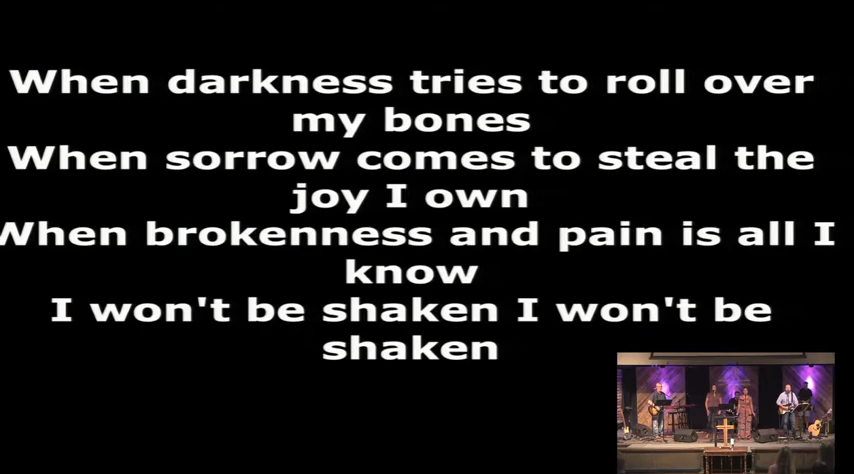 When darkness tries to roll over
my bones
When sorrow comes to steal the
joy I own
When brokenness and pain is all I
know
I won't be shaken I won't be
shaken